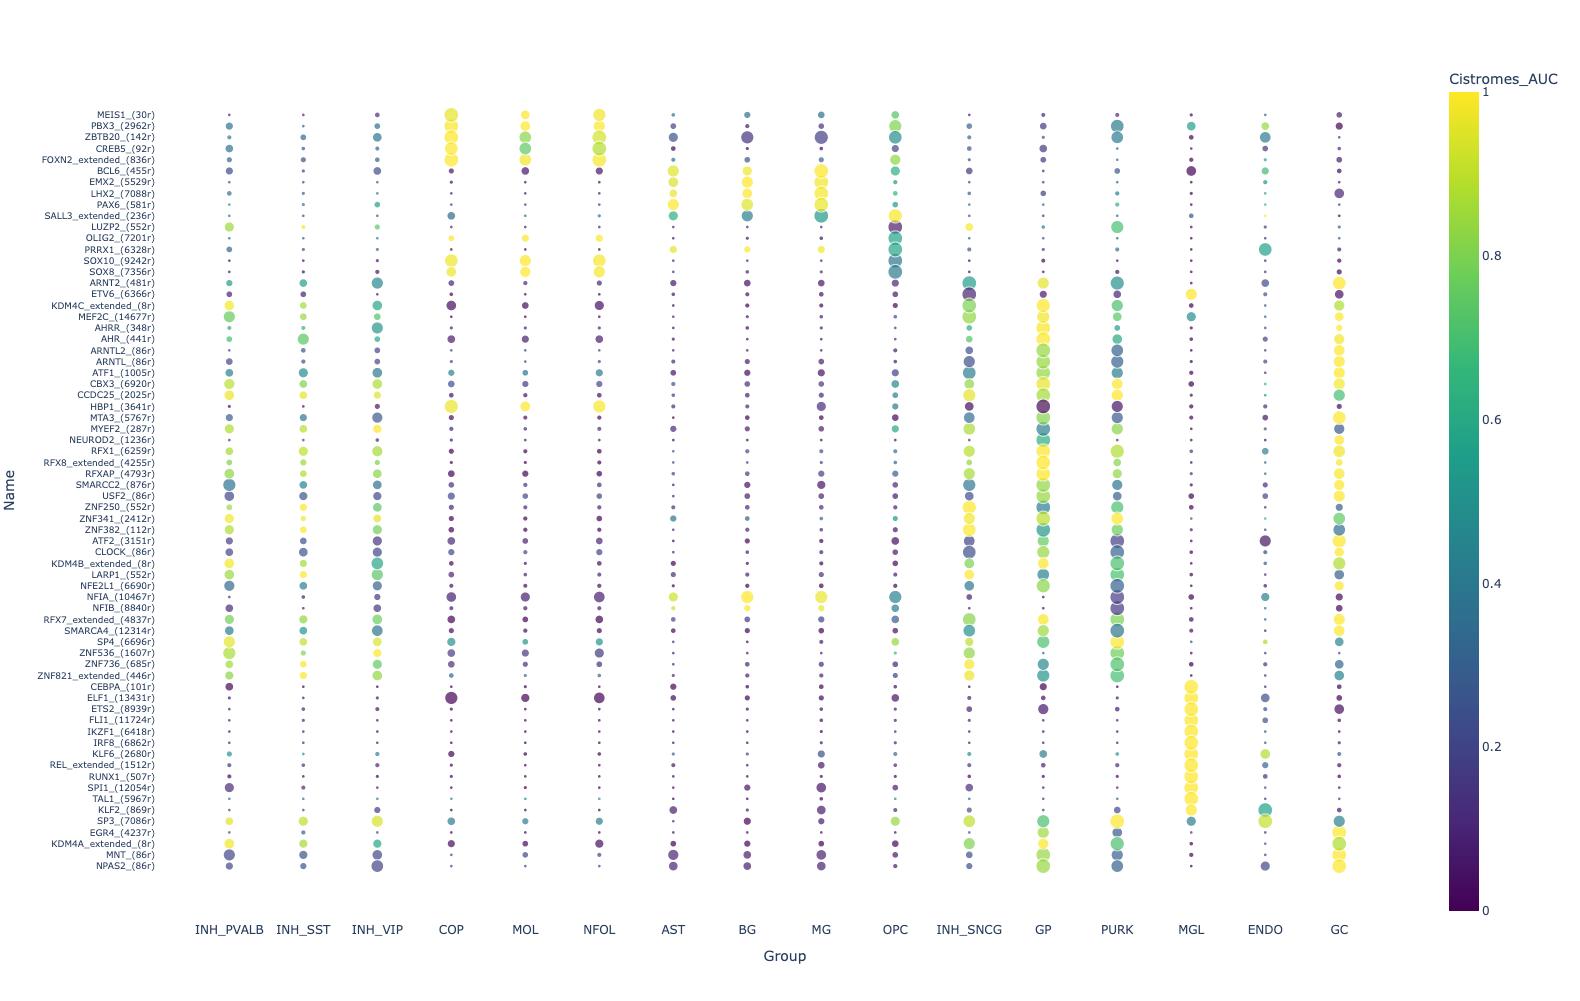 Cistromes_AUC
1
0.8
0.6
0.4
0.2
0
Name
MEIS1_(30r)
PBX3_(2962r)
ZBTB20_(142r)
CREB5_(92r)
FOXN2_extended_(836r)
BCL6_(455r)
EMX2_(5529r)
LHX2_(7088r)
PAX6_(581r)
SALL3_extended_(236r)
LUZP2_(552r)
OLIG2_(7201r)
PRRX1_(6328r)
SOX10_(9242r)
SOX8_(7356r)
ARNT2_(481r)
ETV6_(6366r)
KDM4C_extended_(8r)
MEF2C_(14677r)
AHRR_(348r)
AHR_(441r)
ARNTL2_(86r)
ARNTL_(86r)
ATF1_(1005r)
CBX3_(6920r)
CCDC25_(2025r)
HBP1_(3641r)
MTA3_(5767r)
MYEF2_(287r)
NEUROD2_(1236r)
RFX1_(6259r)
RFX8_extended_(4255r)
RFXAP_(4793r)
SMARCC2_(876r)
USF2_(86r)
ZNF250_(552r)
ZNF341_(2412r)
ZNF382_(112r)
ATF2_(3151r)
CLOCK_(86r)
KDM4B_extended_(8r)
LARP1_(552r)
NFE2L1_(6690r)
NFIA_(10467r)
NFIB_(8840r)
RFX7_extended_(4837r)
SMARCA4_(12314r)
SP4_(6696r)
ZNF536_(1607r)
ZNF736_(685r)
ZNF821_extended_(446r)
CEBPA_(101r)
ELF1_(13431r)
ETS2_(8939r)
FLI1_(11724r)
IKZF1_(6418r)
IRF8_(6862r)
KLF6_(2680r)
REL_extended_(1512r)
RUNX1_(507r)
SPI1_(12054r)
TAL1_(5967r)
KLF2_(869r)
SP3_(7086r)
EGR4_(4237r)
KDM4A_extended_(8r)
MNT_(86r)
NPAS2_(86r)
INH_PVALB INH_SST INH_VIP COP MOL NFOL AST BG MG OPC INH_SNCG GP PURK MGL ENDO GC
Group